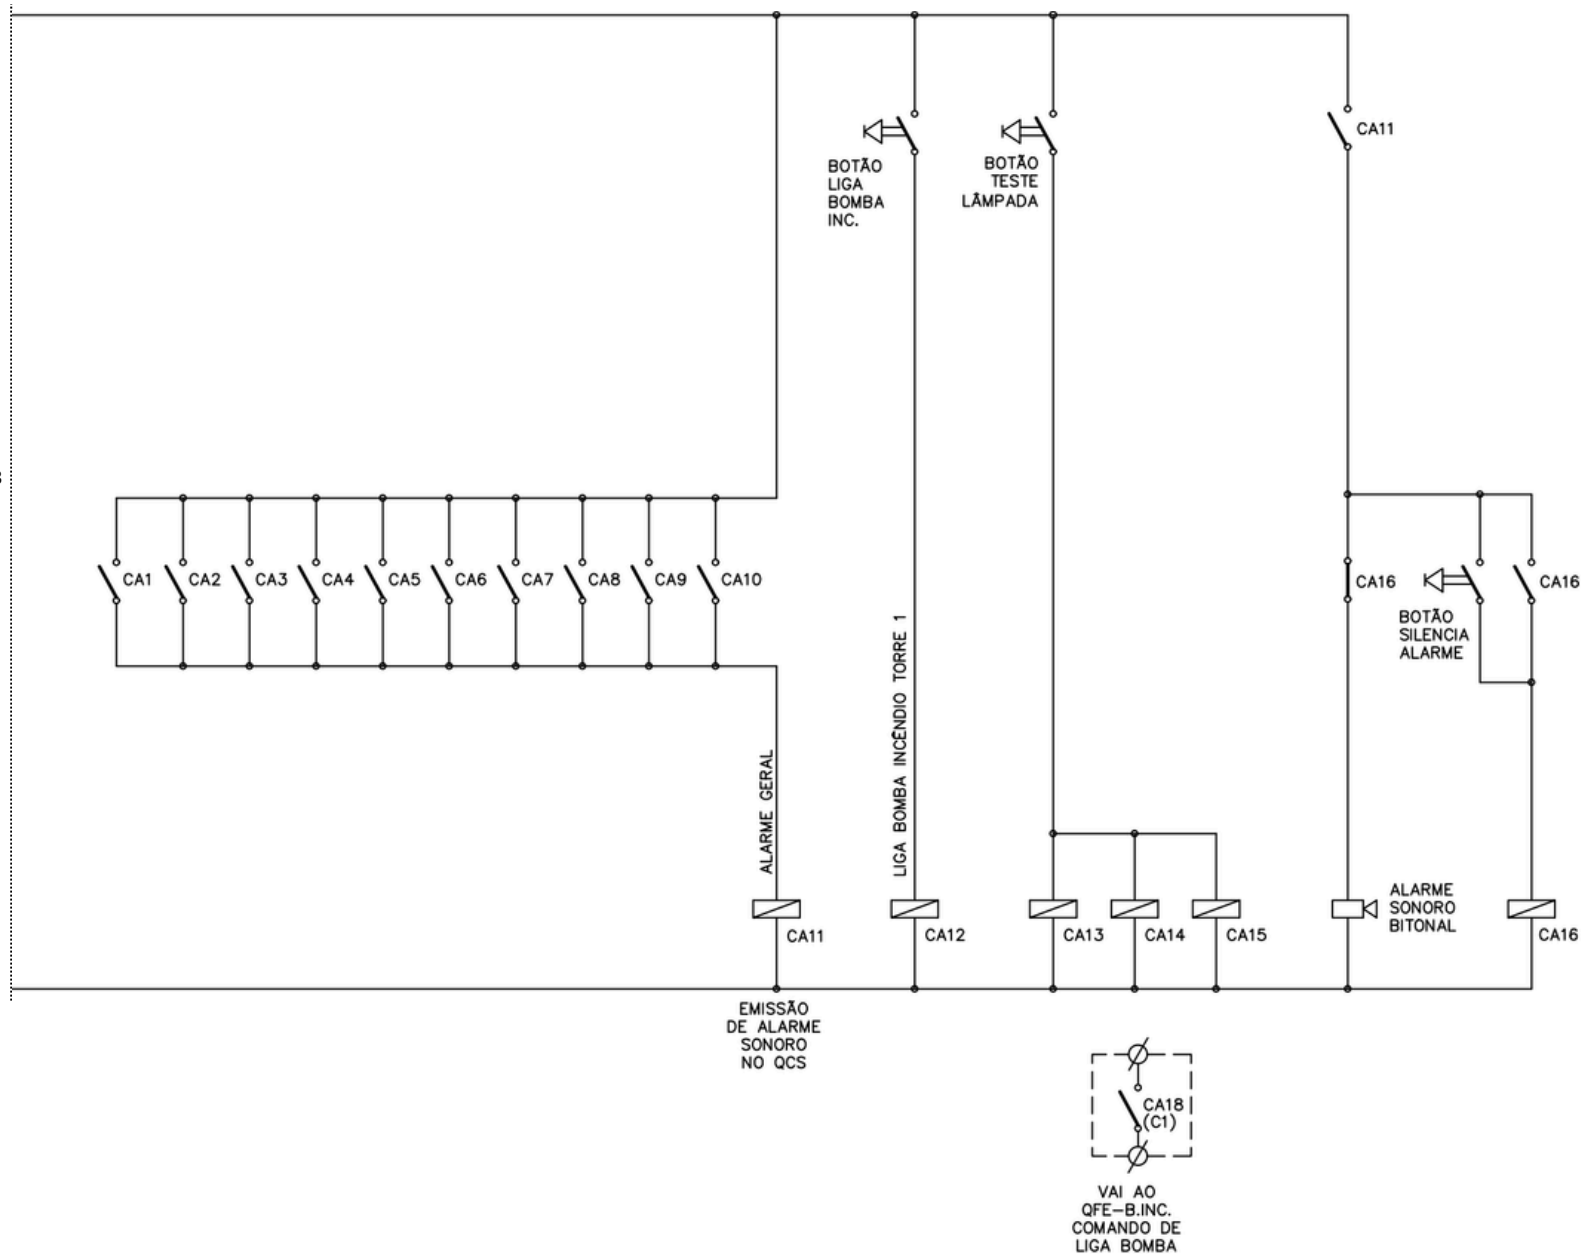 CA11
BOTÃO
LIGA
BOMBA
INC.
BOTÃO
TESTE
LÂMPADA
CA1
CA2
CA3
CA4
CA5
CA6
CA7
CA8
CA9
CA10
CA16
CA16
BOTÃO
SILENCIA
ALARME
ALARME GERAL
LIGA BOMBA INCÊNDIO TORRE 1
CA11
CA12
CA13
CA14
CA15
ALARME
SONORO
BITONAL
CA16
EMISSÃO
DE ALARME
SONORO
NO QCS
CA18
(C1)
VAI AO
QFE-B.INC.
COMANDO DE
LIGA BOMBA